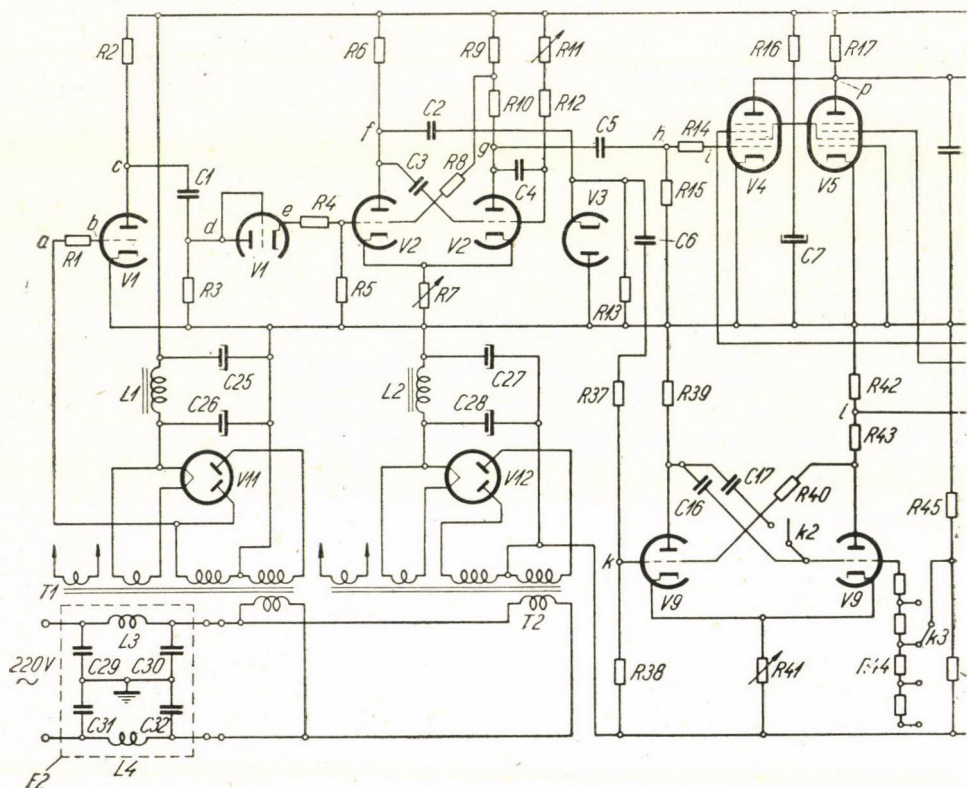 R2
R6
R9
R11
R16
R17
p
R10
R12
C2
f
g
C5
h
R14
i
c
C1
C3
R8
C4
V4
V5
d
e
R4
V3
R15
b
a
R1
V1
V1
V2
V2
C6
C7
R3
R5
R7
R13
L1
C25
C26
L2
C27
C28
R37
R39
R42
l
R43
V11
V12
C16
C17
R40
k2
R45
k
V9
V9
T1
T2
k3
L3
220V
~
C29
C30
R38
R41
R44
C31
C32
L4
F2